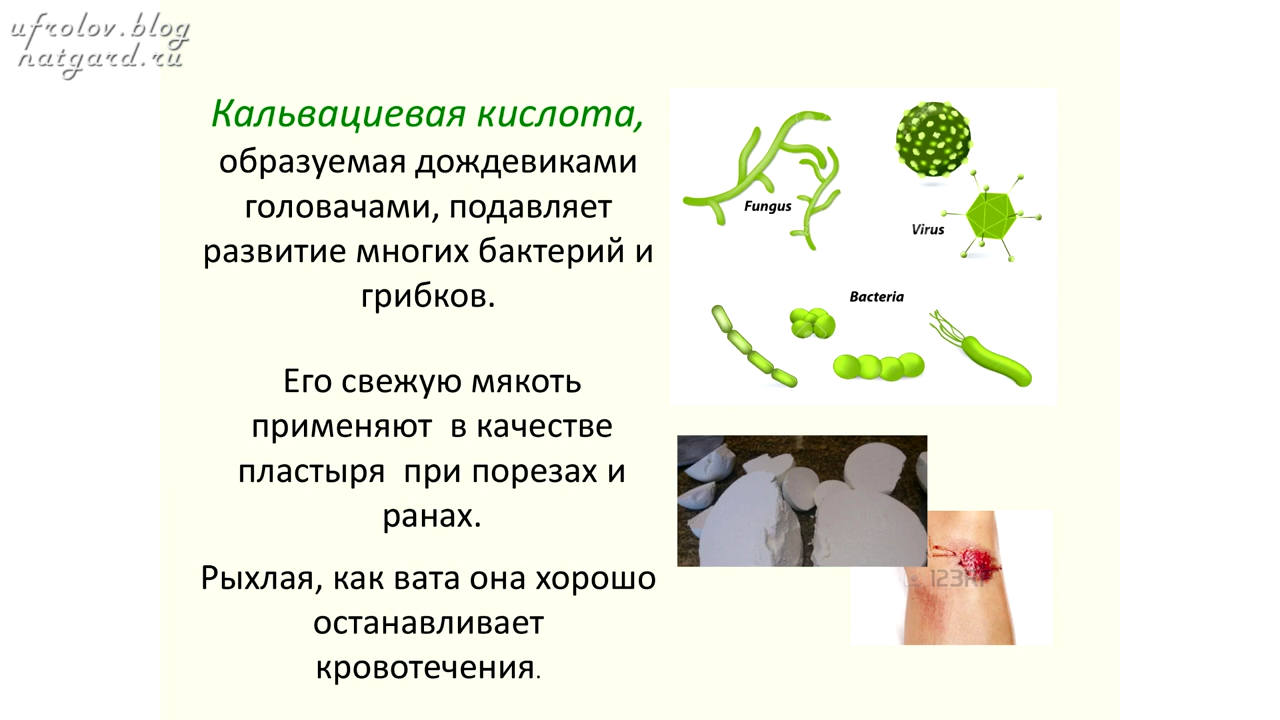 ufrolov.blog
natgard.ru
Кальвациевая кислота,
образуемая дождевиками
головачами, подавляет
развитие многих бактерий и
грибков.
Fungus
Virus
Bacteria
Его свежую мякоть
применяют  в качестве
пластыря  при порезах и
ранах.
Рыхлая, как вата она хорошо
останавливает
кровотечения.